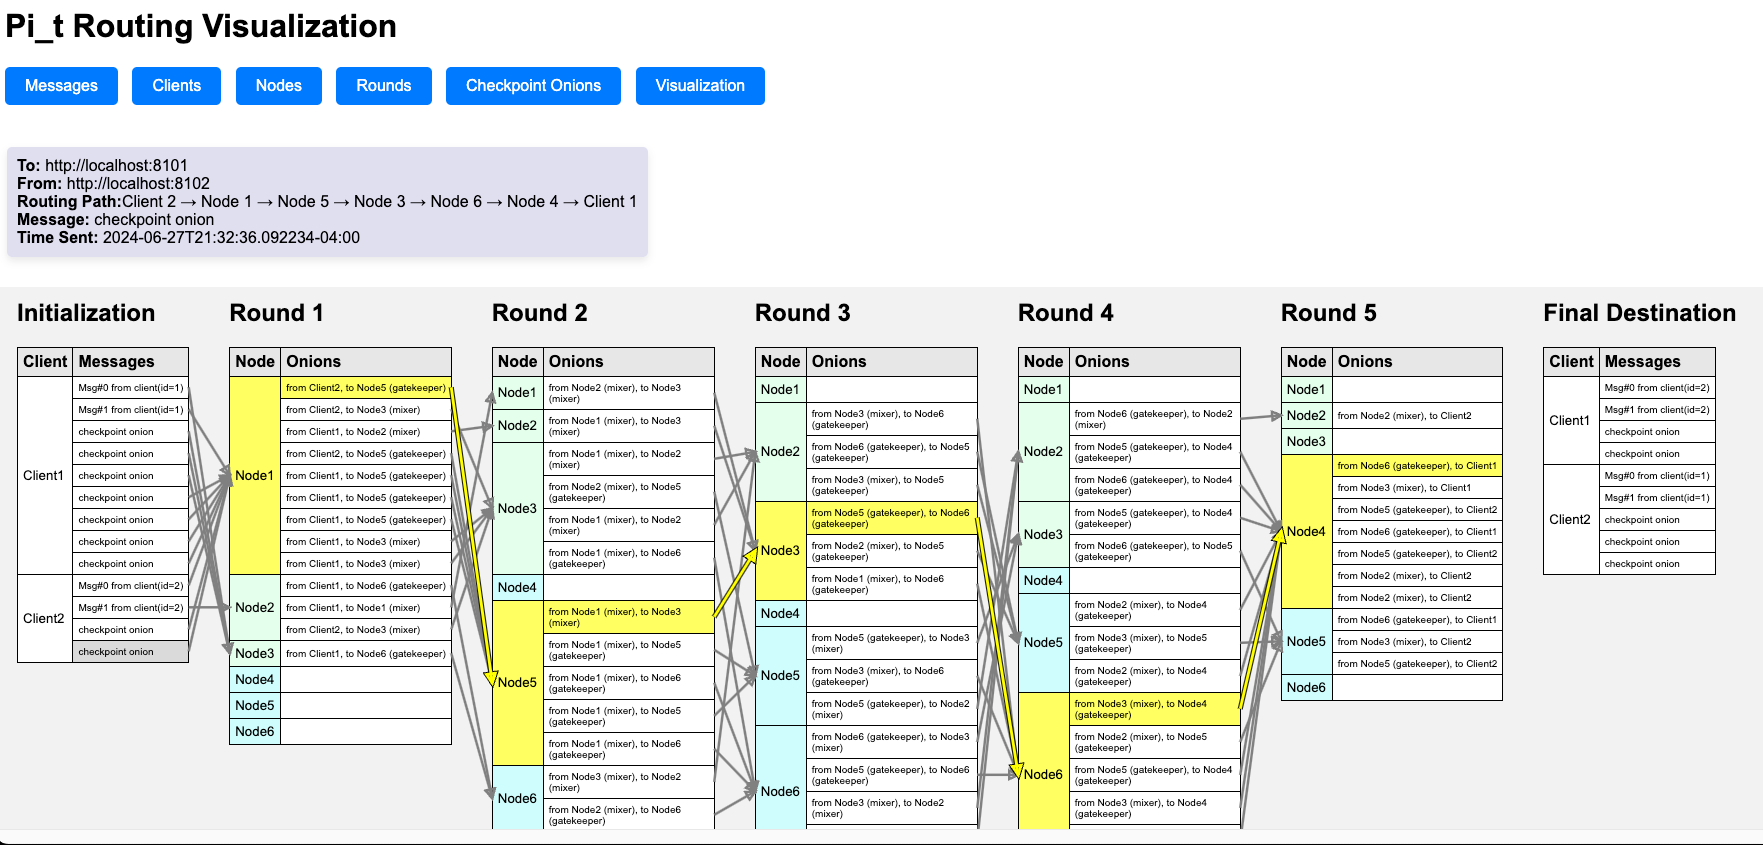 Pi_t Routing Visualization
Messages
Clients
Nodes
Rounds
Checkpoint Onions
Visualization
To: http://localhost:8101
From: http://localhost:8102
Routing Path:Client 2 → Node 1 → Node 5 → Node 3 → Node 6 → Node 4 → Client 1
Message: checkpoint onion
Time Sent: 2024-06-27T21:32:36.092234-04:00
Initialization
Client Messages
Client1
Msg#0 from client(id=1)
Msg#1 from client(id=1)
checkpoint onion
checkpoint onion
checkpoint onion
checkpoint onion
checkpoint onion
checkpoint onion
checkpoint onion
Client2
Msg#0 from client(id=2)
Msg#1 from client(id=2)
checkpoint onion
checkpoint onion
Round 1
Node Onions
Node1
from Client2, to Node5 (gatekeeper)
from Client2, to Node3 (mixer)
from Client1, to Node2 (mixer)
from Client2, to Node5 (gatekeeper)
from Client1, to Node5 (gatekeeper)
from Client1, to Node5 (gatekeeper)
from Client1, to Node5 (gatekeeper)
from Client1, to Node3 (mixer)
from Client1, to Node3 (mixer)
Node2
from Client1, to Node6 (gatekeeper)
from Client1, to Node1 (mixer)
from Client2, to Node3 (mixer)
Node3
from Client1, to Node6 (gatekeeper)
Node4
Node5
Node6
Round 2
Node Onions
Node1
from Node2 (mixer), to Node3
(mixer)
Node2
from Node1 (mixer), to Node3
(mixer)
Node3
from Node1 (mixer), to Node2
(mixer)
from Node2 (mixer), to Node5
(gatekeeper)
from Node1 (mixer), to Node2
(mixer)
from Node1 (mixer), to Node6
(gatekeeper)
Node4
Node5
from Node1 (mixer), to Node3
(mixer)
from Node1 (mixer), to Node5
(gatekeeper)
from Node1 (mixer), to Node6
(gatekeeper)
from Node1 (mixer), to Node5
(gatekeeper)
from Node1 (mixer), to Node6
(gatekeeper)
Node6
from Node3 (mixer), to Node2
(mixer)
from Node2 (mixer), to Node6
(gatekeeper)
Round 3
Node Onions
Node1
Node2
from Node3 (mixer), to Node6
(gatekeeper)
from Node6 (gatekeeper), to Node5
(gatekeeper)
from Node3 (mixer), to Node5
(gatekeeper)
Node3
from Node5 (gatekeeper), to Node6
(gatekeeper)
from Node2 (mixer), to Node5
(gatekeeper)
from Node1 (mixer), to Node6
(gatekeeper)
Node4
Node5
from Node5 (gatekeeper), to Node3
(mixer)
from Node3 (mixer), to Node6
(gatekeeper)
from Node5 (gatekeeper), to Node2
(mixer)
Node6
from Node6 (gatekeeper), to Node3
(mixer)
from Node5 (gatekeeper), to Node6
(gatekeeper)
from Node3 (mixer), to Node2
(mixer)
Round 4
Node Onions
Node1
Node2
from Node6 (gatekeeper), to Node2
(mixer)
from Node5 (gatekeeper), to Node4
(gatekeeper)
from Node6 (gatekeeper), to Node4
(gatekeeper)
Node3
from Node5 (gatekeeper), to Node4
(gatekeeper)
from Node6 (gatekeeper), to Node5
(gatekeeper)
Node4
Node5
from Node2 (mixer), to Node4
(gatekeeper)
from Node3 (mixer), to Node5
(gatekeeper)
from Node2 (mixer), to Node4
(gatekeeper)
Node6
from Node3 (mixer), to Node4
(gatekeeper)
from Node2 (mixer), to Node5
(gatekeeper)
from Node5 (gatekeeper), to Node4
(gatekeeper)
from Node3 (mixer), to Node4
(gatekeeper)
Round 5
Node Onions
Node1
Node2
from Node2 (mixer), to Client2
Node3
Node4
from Node6 (gatekeeper), to Client1
from Node3 (mixer), to Client1
from Node5 (gatekeeper), to Client2
from Node6 (gatekeeper), to Client1
from Node5 (gatekeeper), to Client2
from Node2 (mixer), to Client2
from Node2 (mixer), to Client2
Node5
from Node6 (gatekeeper), to Client1
from Node3 (mixer), to Client2
from Node5 (gatekeeper), to Client2
Node6
Final Destination
Client Messages
Client1
Msg#0 from client(id=2)
Msg#1 from client(id=2)
checkpoint onion
checkpoint onion
Client2
Msg#0 from client(id=1)
Msg#1 from client(id=1)
checkpoint onion
checkpoint onion
checkpoint onion